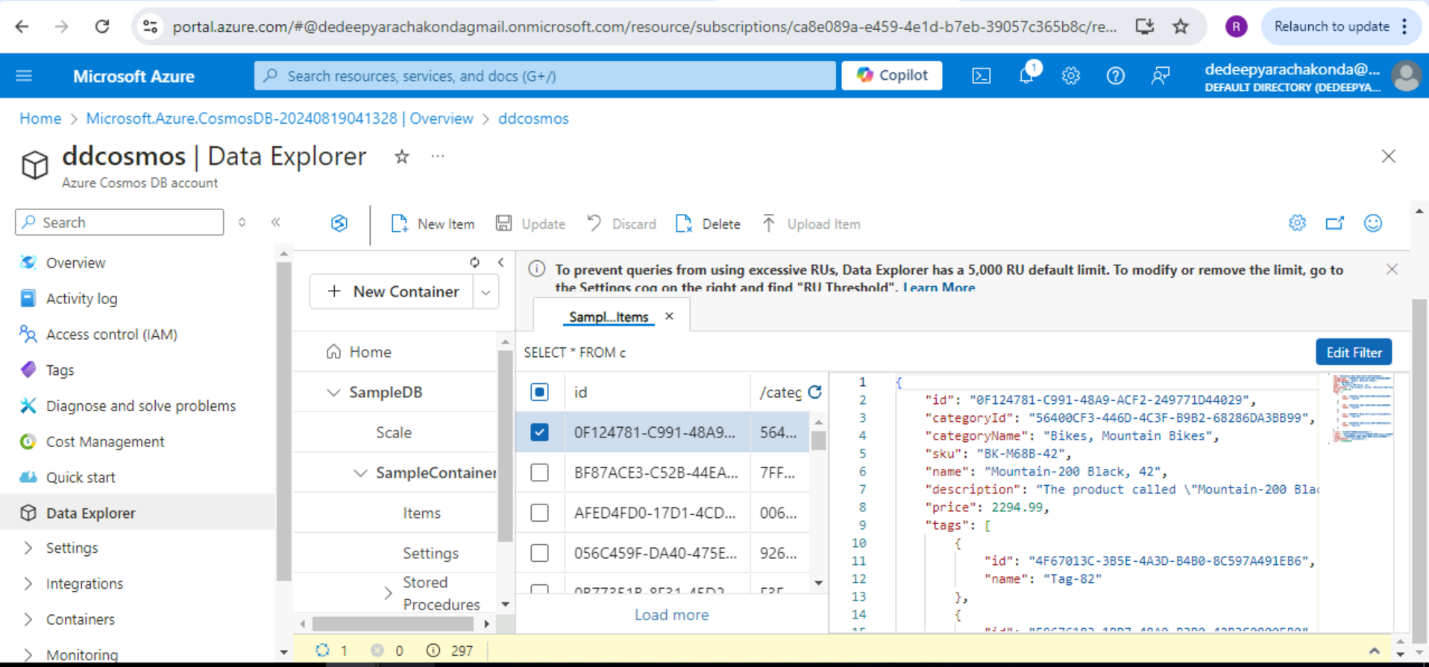 portal.azure.com/#@dedeepyarachakondagmail.onmicrosoft.com/resource/subscriptions/ca8e089a-e459-4e1d-b7eb-39057c365b8c/re...
R
Relaunch to update
Microsoft Azure
Search resources, services, and docs (G+/)
Copilot
1
dedeepyarachakonda@...
DEFAULT DIRECTORY (DEDEEPYA...
Home > Microsoft.Azure.CosmosDB-20240819041328 | Overview > ddcosmos
ddcosmos | Data Explorer
Azure Cosmos DB account
Search
New Item
Update
Discard
Delete
Upload Item
Overview
Activity log
Access control (IAM)
Tags
Diagnose and solve problems
Cost Management
Quick start
Data Explorer
Settings
Integrations
Containers
Monitoring
+ New Container
Home
SampleDB
Scale
SampleContainer
Items
Settings
Stored
Procedures
To prevent queries from using excessive RUs, Data Explorer has a 5,000 RU default limit. To modify or remove the limit, go to
the Settings cog on the right and find "RU Threshold". Learn More
Sampl...Items
SELECT * FROM c
Edit Filter
id /categ
0F124781-C991-48A9... 564...
BF87ACE3-C52B-44EA... 7FF...
AFED4FD0-17D1-4CD... 006...
056C459F-DA40-475E... 926...
Load more
1 {
2 "id": "0F124781-C991-48A9-ACF2-249771D44029",
3 "categoryId": "56400CF3-446D-4C3F-B9B2-68286DA3BB99",
4 "categoryName": "Bikes, Mountain Bikes",
5 "sku": "BK-M68B-42",
6 "name": "Mountain-200 Black, 42",
7 "description": "The product called \"Mountain-200 Blac
8 "price": 2294.99,
9 "tags": [
10 {
11 "id": "4F67013C-3B5E-4A3D-B4B0-8C597A491EB6",
12 "name": "Tag-82"
13 },
14 {
1 0 297